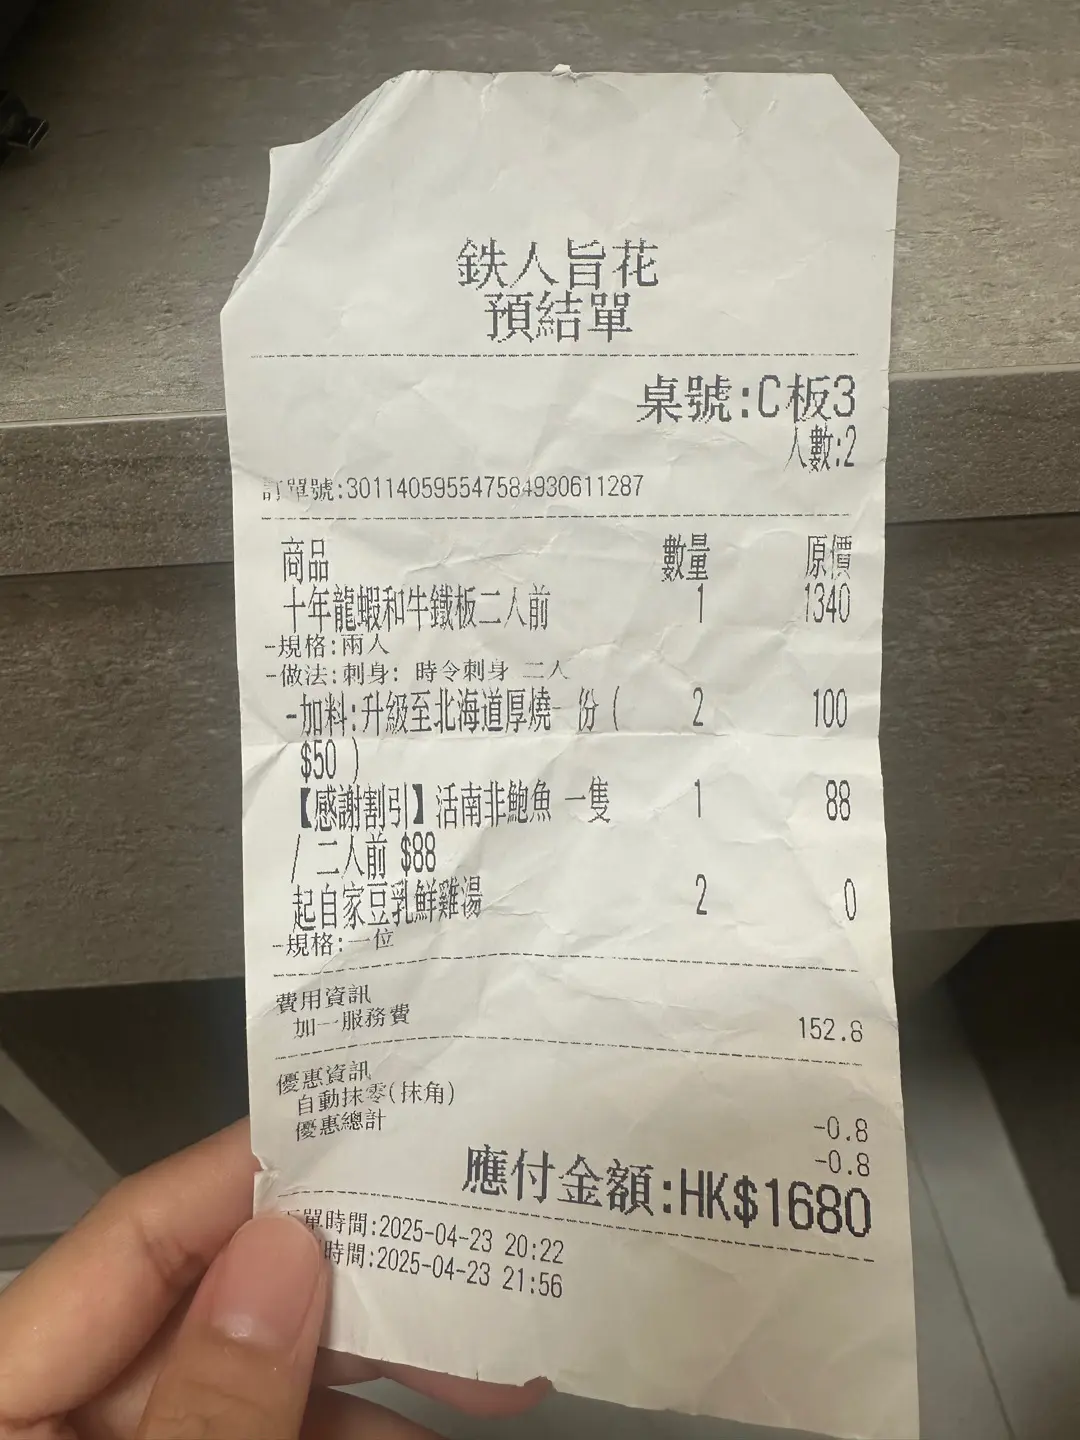 鉄人旨花
預結單
桌號:C板3
人數:2
訂單號:301140595547584930611287
商品 數量 原價
十年龍蝦和牛鐵板二人前 1 1340
-規格:兩人
-做法:刺身: 時令刺身 二人
-加料:升級至北海道厚燒一份( 2 100
$50 )
【感謝割引】活南非鮑魚 一隻 1 88
/ 二人前 $88
起自家豆乳鮮雞湯 2 0
-規格:一位
費用資訊
加一服務費 152.8
優惠資訊
自動抹零(抹角) -0.8
優惠總計 -0.8
應付金額:HK$1680
單時間:2025-04-23 20:22
時間:2025-04-23 21:56